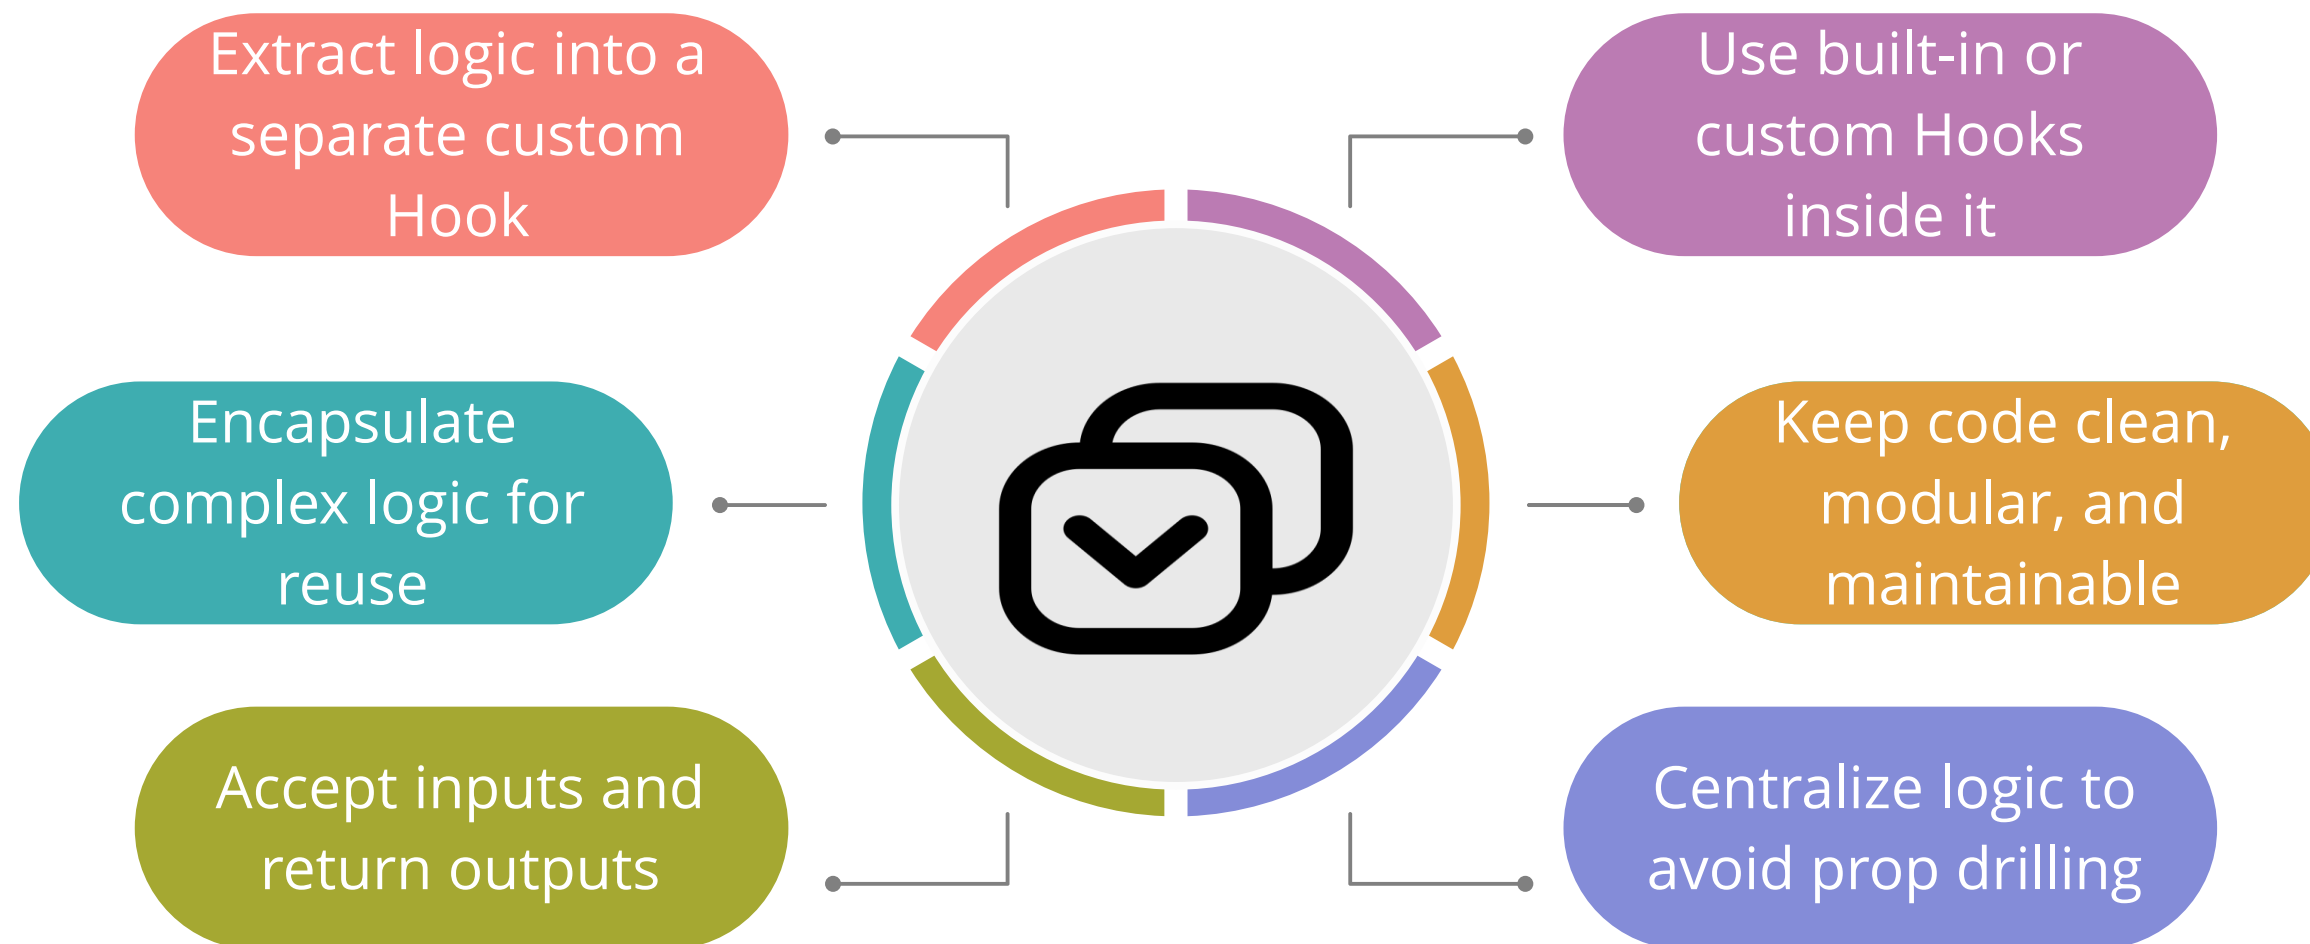 Extract logic into a
separate custom
Hook
Use built-in or
custom Hooks
inside it
Encapsulate
complex logic for
reuse
Keep code clean,
modular, and
maintainable
Accept inputs and
return outputs
Centralize logic to
avoid prop drilling